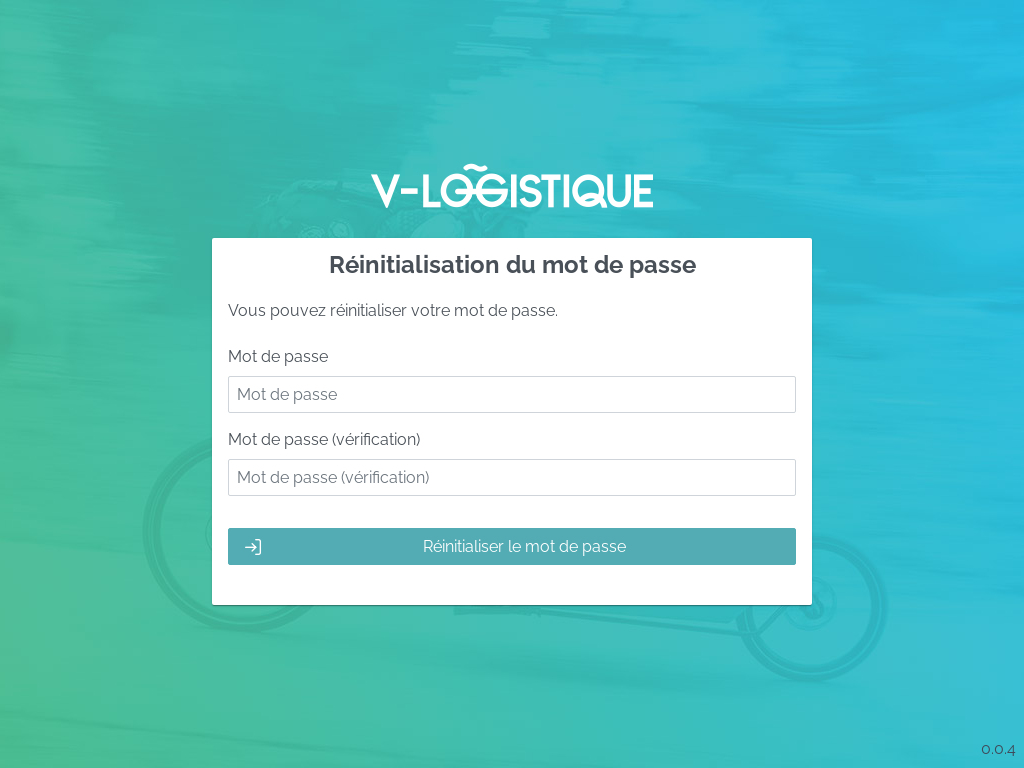 V-LOGISTIQUE
Réinitialisation du mot de passe
Vous pouvez réinitialiser votre mot de passe.
Mot de passe
Mot de passe
Mot de passe (vérification)
Mot de passe (vérification)
Réinitialiser le mot de passe
0.0.4